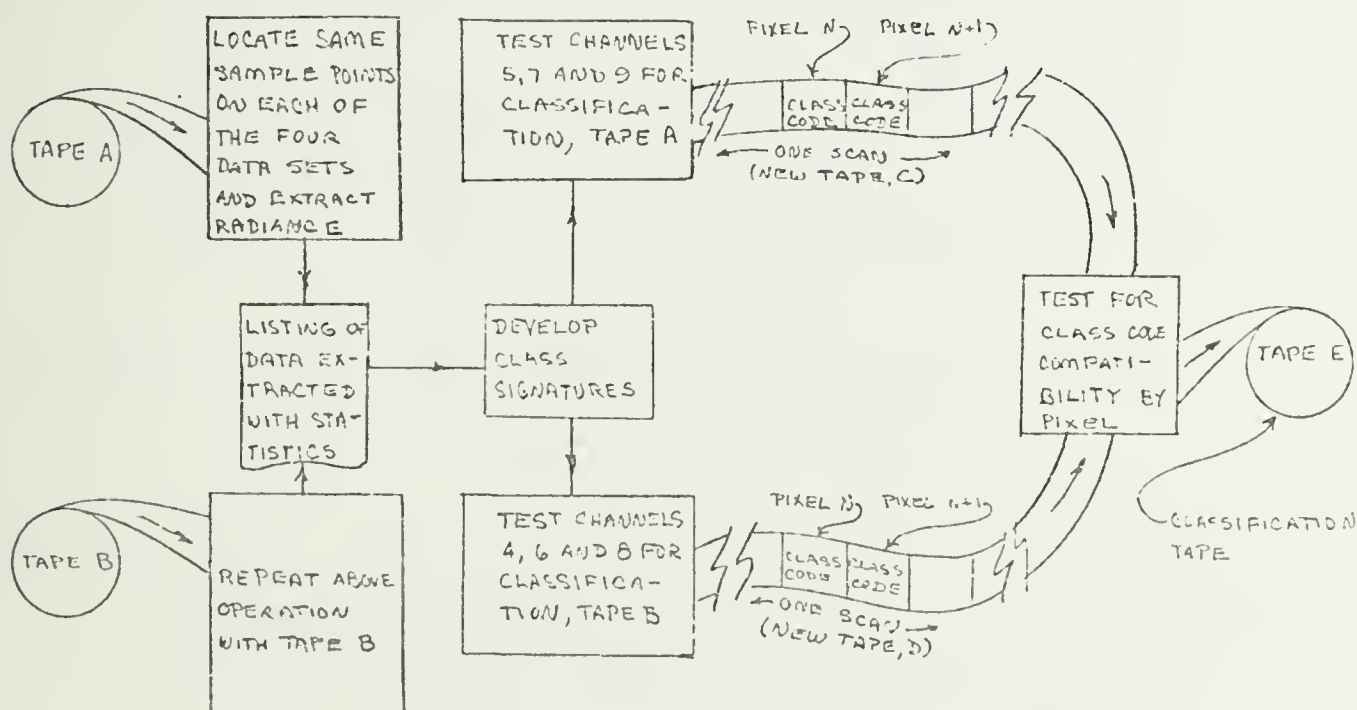 TAPE A
LOCATE SAME
SAMPLE POINTS
ON EACH OF
THE FOUR
DATA SETS
AND EXTRACT
RADIANCE
TEST CHANNELS
5, 7 AND 9 FOR
CLASSIFICA-
TION, TAPE A
PIXEL N
PIXEL N+1
CLASS
CODE
CLASS
CODE
ONE SCAN
(NEW TAPE, C)
LISTING OF
DATA EX-
TRACTED
WITH STA-
TISTICS
DEVELOP
CLASS
SIGNATURES
TEST FOR
CLASS CODE
COMPATI-
BILITY BY
PIXEL
TAPE E
CLASSIFICATION
TAPE
TAPE B
REPEAT ABOVE
OPERATION
WITH TAPE B
TEST CHANNELS
4, 6 AND 8 FOR
CLASSIFICA-
TION, TAPE B
PIXEL N
PIXEL N+1
CLASS
CODE
CLASS
CODE
ONE SCAN
(NEW TAPE, D)